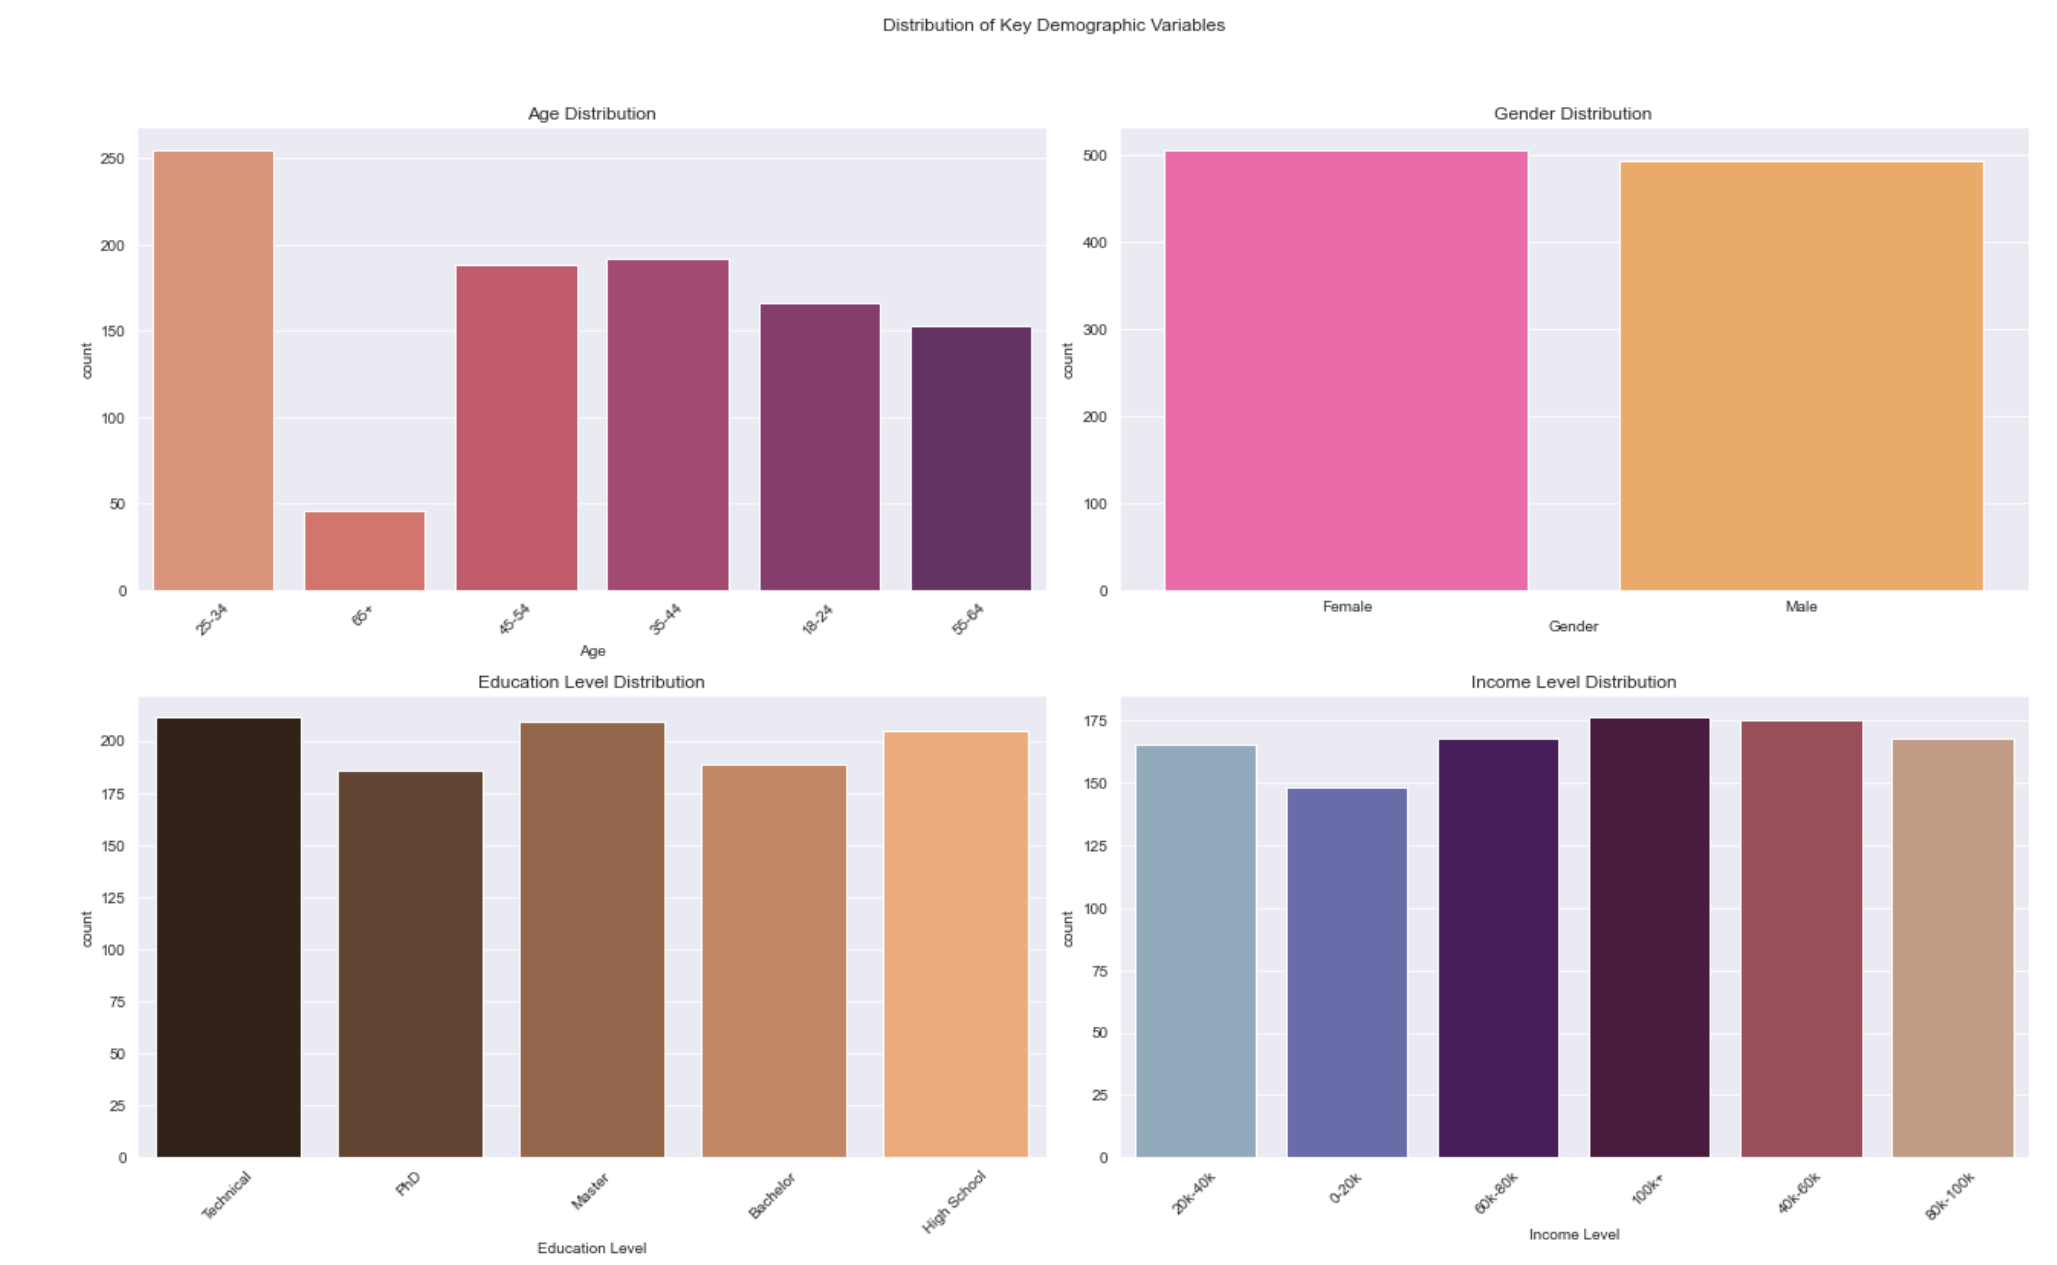 Distribution of Key Demographic Variables
Age Distribution
250
200
150
100
50
0
count
25-34
65+
45-54
35-44
18-24
55-64
Age
Gender Distribution
500
400
300
200
100
0
count
Female
Male
Gender
Education Level Distribution
200
175
150
125
100
75
50
25
0
count
Technical
PhD
Master
Bachelor
High School
Education Level
Income Level Distribution
175
150
125
100
75
50
25
0
count
20k-40k
0-20k
60k-80k
100k+
40k-60k
80k-100k
Income Level